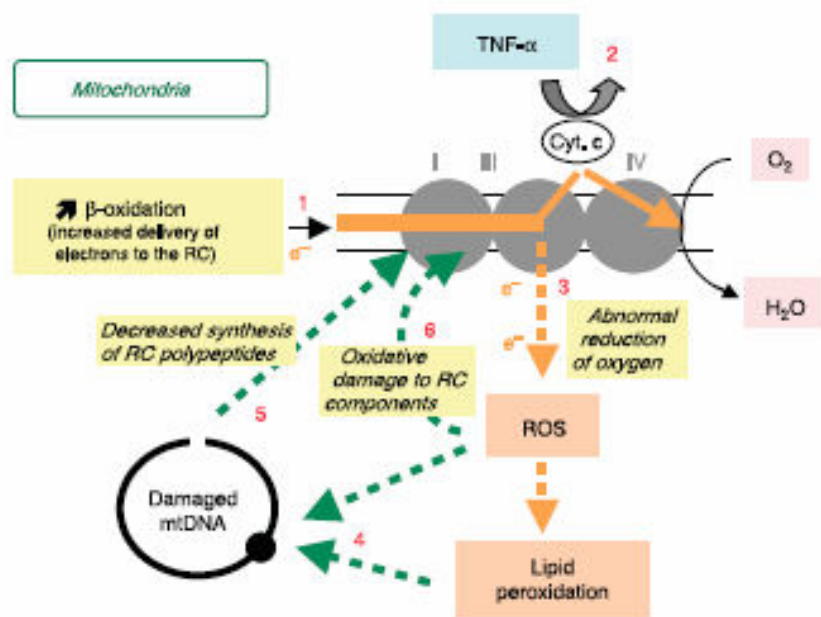 TNF-α
2
Mitochondria
Cyt. c
I
III
IV
O₂
↗ β-oxidation
(increased delivery of
electrons to the RC)
1
e⁻
H₂O
e⁻
3
Decreased synthesis
of RC polypeptides
6
Oxidative
damage to RC
components
e⁻
Abnormal
reduction
of oxygen
5
ROS
Damaged
mtDNA
4
Lipid
peroxidation